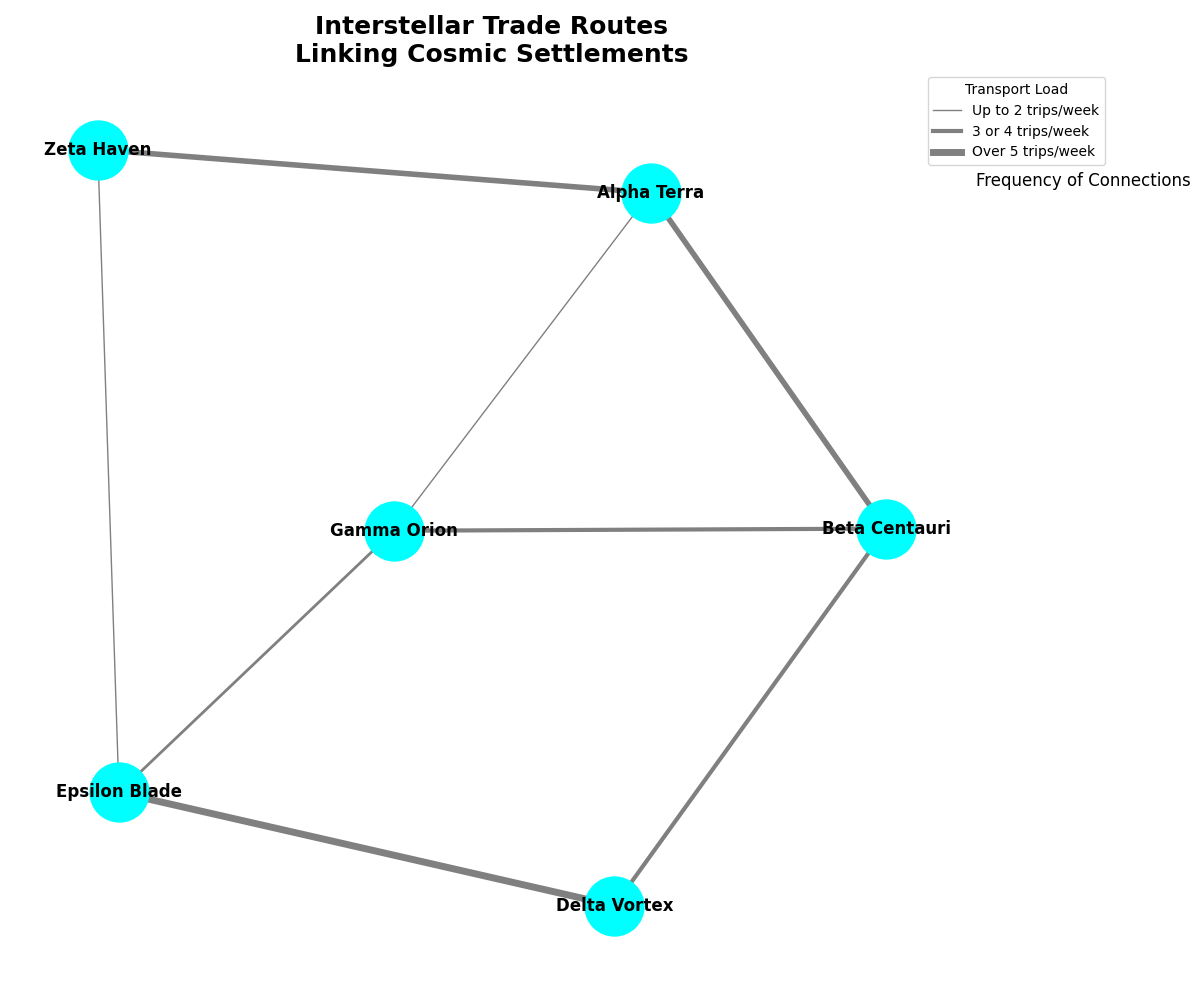 Interstellar Trade Routes
Linking Cosmic Settlements
Transport Load
Up to 2 trips/week
3 or 4 trips/week
Over 5 trips/week
Frequency of Connections
Zeta Haven
Alpha Terra
Gamma Orion
Beta Centauri
Epsilon Blade
Delta Vortex